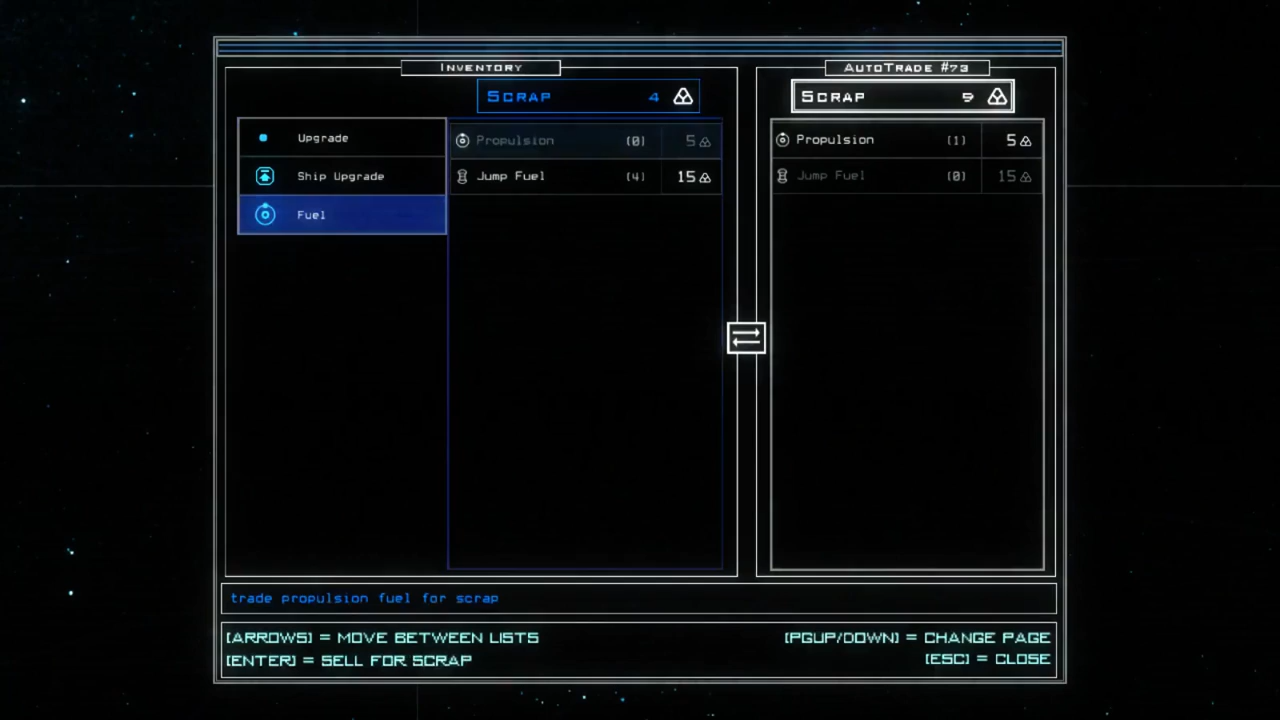 Inventory
AutoTrade #73
Scrap 4
Scrap 9
Upgrade
Ship Upgrade
Fuel
Propulsion (0) 5
Jump Fuel (4) 15
Propulsion (1) 5
Jump Fuel (0) 15
trade propulsion fuel for scrap
[ARROWS] = MOVE BETWEEN LISTS
[PGUP/DOWN] = CHANGE PAGE
[ENTER] = SELL FOR SCRAP
[ESC] = CLOSE